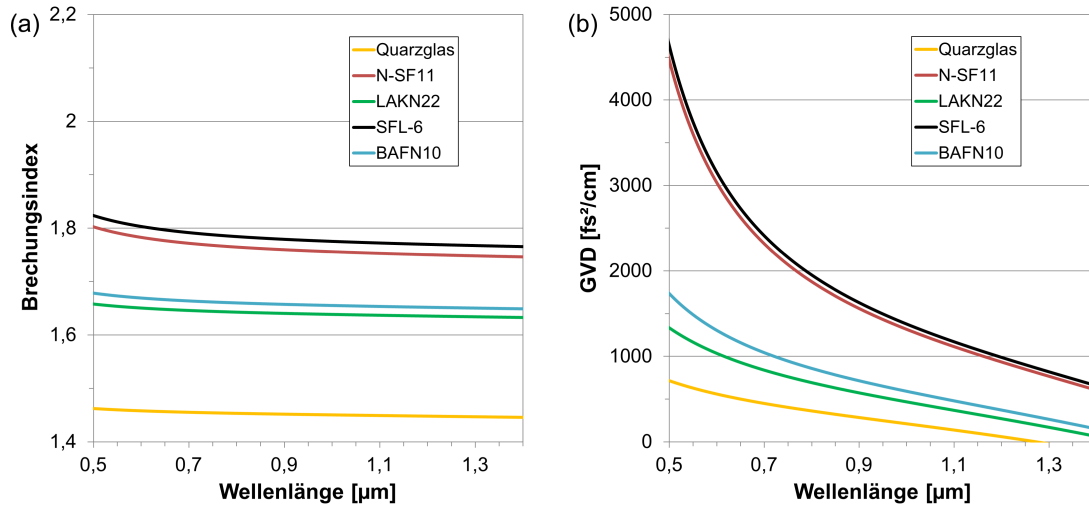 (a)
Brechungsindex
2,2
2
1,8
1,6
1,4
Quarzglas
N-SF11
LAKN22
SFL-6
BAFN10
0,5 0,7 0,9 1,1 1,3
Wellenlänge [µm]
(b)
GVD [fs²/cm]
5000
4000
3000
2000
1000
0
Quarzglas
N-SF11
LAKN22
SFL-6
BAFN10
0,5 0,7 0,9 1,1 1,3
Wellenlänge [µm]